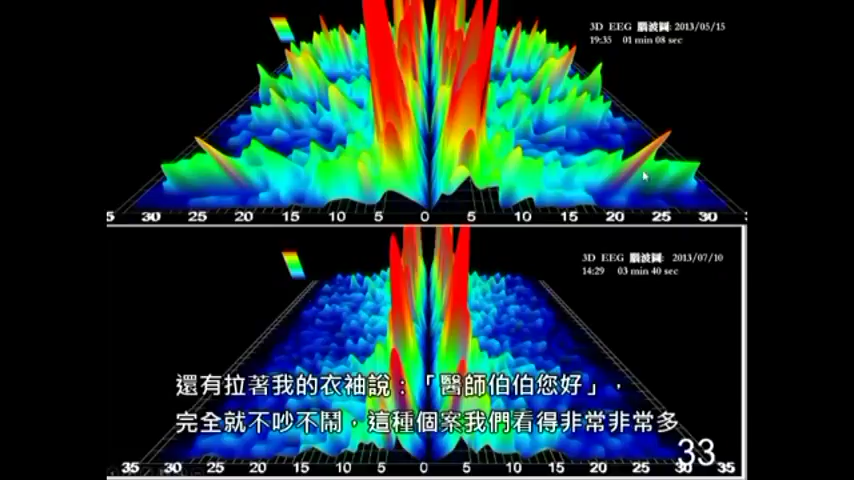 3D EEG 腦波圖: 2013/05/15
19:35 01 min 08 sec
5 30 25 20 15 10 5 0 5 10 15 20 25 30
3D EEG 腦波圖: 2013/07/10
14:29 03 min 40 sec
還有拉著我的衣袖說：「醫師伯伯您好」，
完全就不吵不鬧，這種個案我們看得非常非常多
33
35 30 25 20 15 10 5 0 5 10 15 20 25 30 35